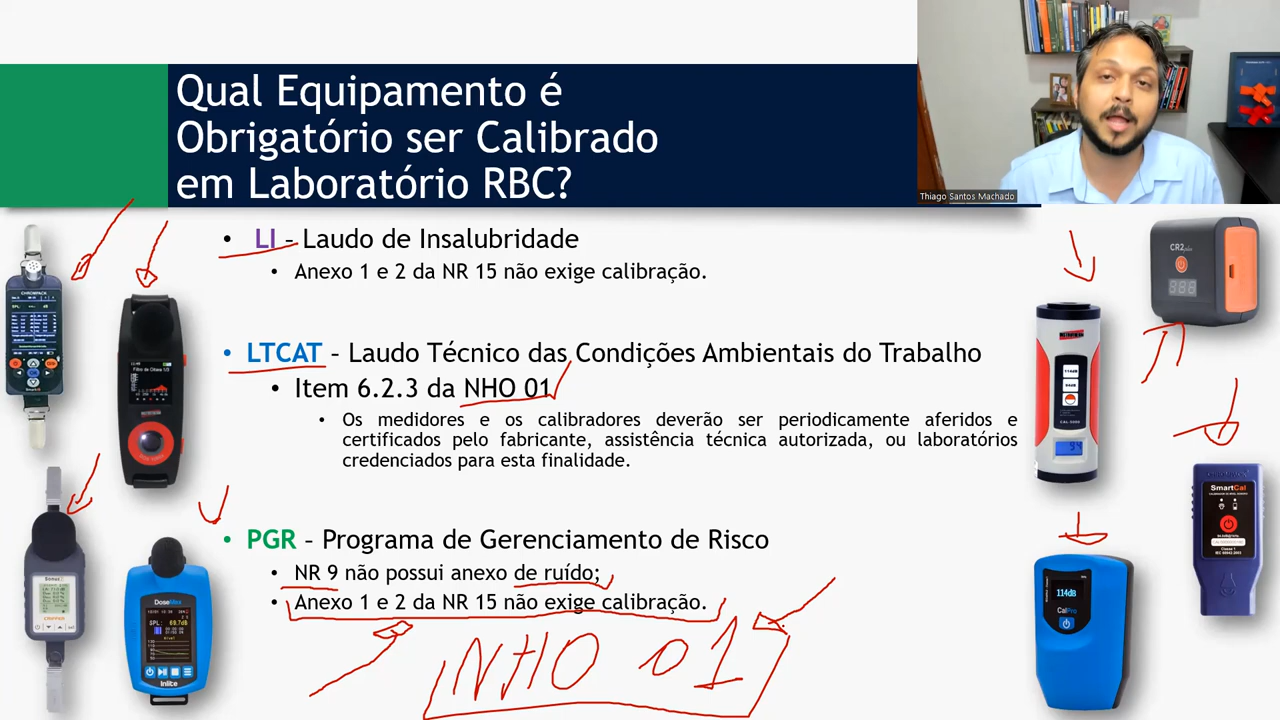 Qual Equipamento é
Obrigatório ser Calibrado
em Laboratório RBC?
Thiago Santos Machado
• LI – Laudo de Insalubridade
• Anexo 1 e 2 da NR 15 não exige calibração.
• LTCAT – Laudo Técnico das Condições Ambientais do Trabalho
• Item 6.2.3 da NHO 01
• Os medidores e os calibradores deverão ser periodicamente aferidos e
certificados pelo fabricante, assistência técnica autorizada, ou laboratórios
credenciados para esta finalidade.
• PGR – Programa de Gerenciamento de Risco
• NR 9 não possui anexo de ruído;
• Anexo 1 e 2 da NR 15 não exige calibração.
NHO 01
CHROMPACK
DoseMax
SPL: 69.7dB
Inlite
CR2plus
888
114dB
94dB
SmartCal
114dB
CalPro